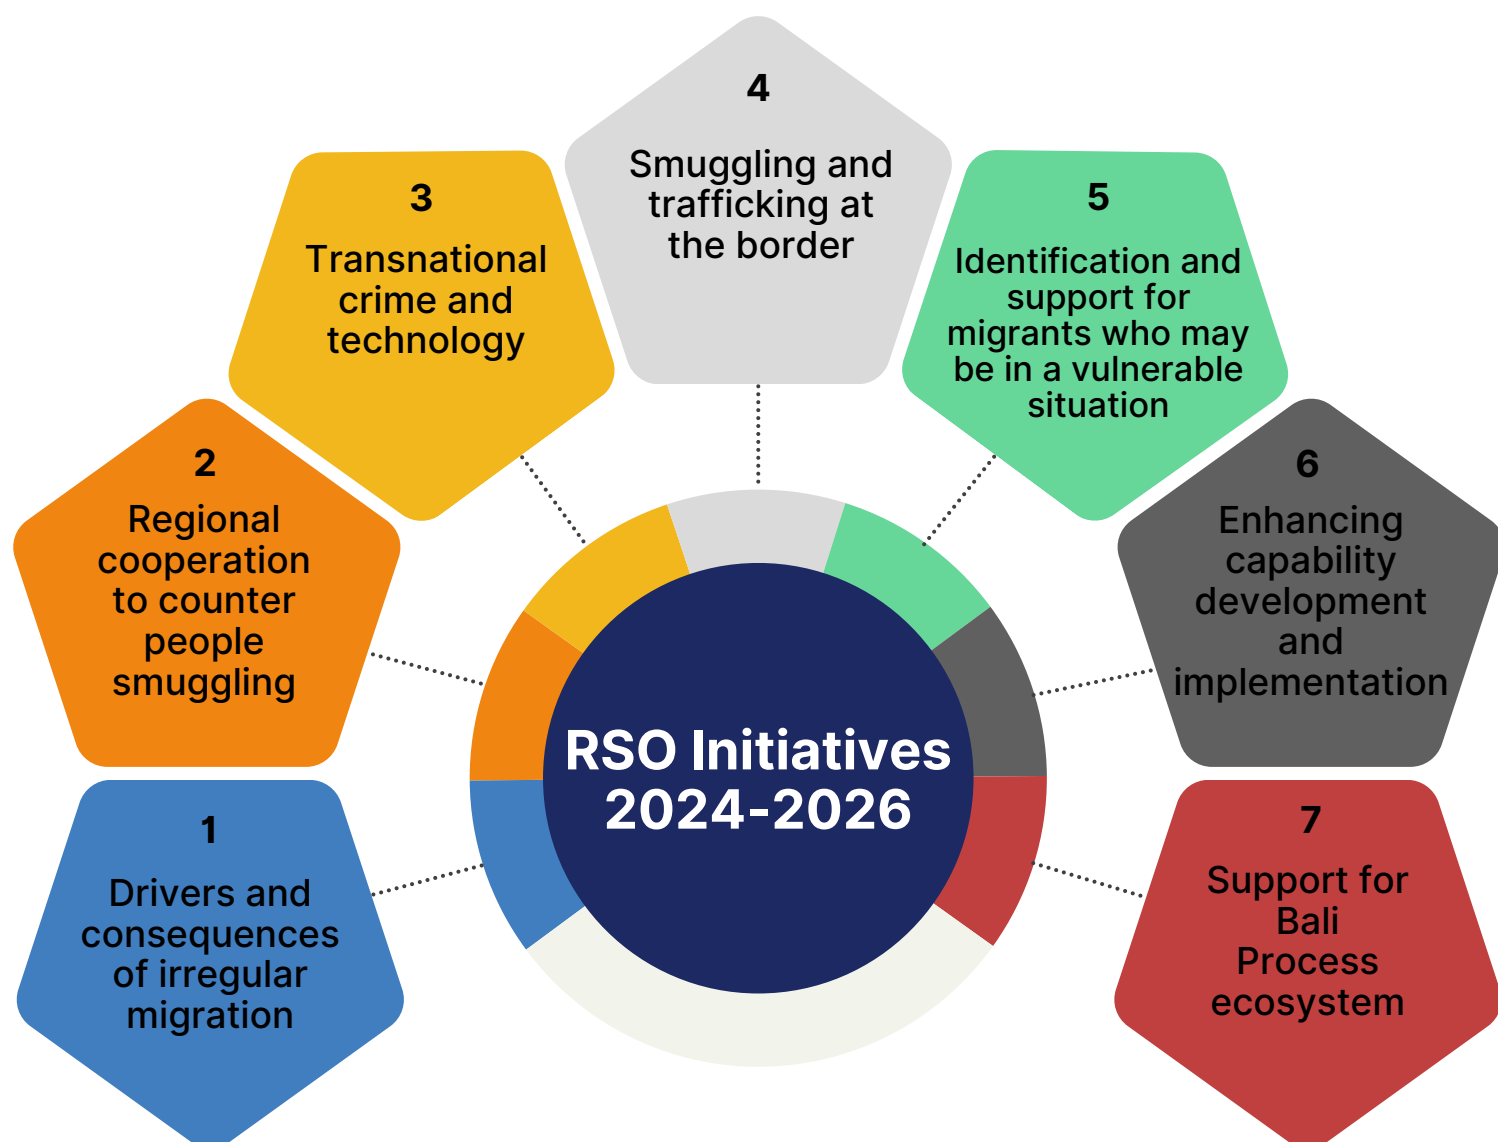 4
Smuggling and
trafficking at
the border
3
Transnational
crime and
technology
5
Identification and
support for
migrants who may
be in a vulnerable
situation
2
Regional
cooperation
to counter
people
smuggling
6
Enhancing
capability
development
and
implementation
RSO Initiatives
2024-2026
1
Drivers and
consequences
of irregular
migration
7
Support for
Bali
Process
ecosystem